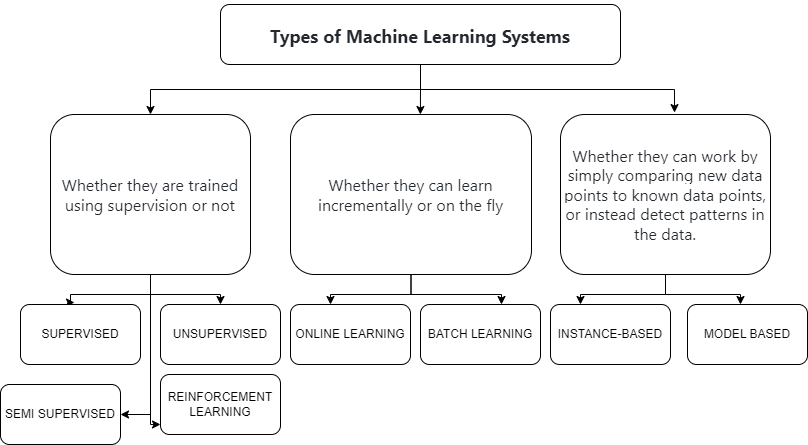 Types of Machine Learning Systems
Whether they are trained
using supervision or not
Whether they can learn
incrementally or on the fly
Whether they can work by
simply comparing new data
points to known data points,
or instead detect patterns in
the data.
SUPERVISED
UNSUPERVISED
ONLINE LEARNING
BATCH LEARNING
INSTANCE-BASED
MODEL BASED
SEMI SUPERVISED
REINFORCEMENT
LEARNING